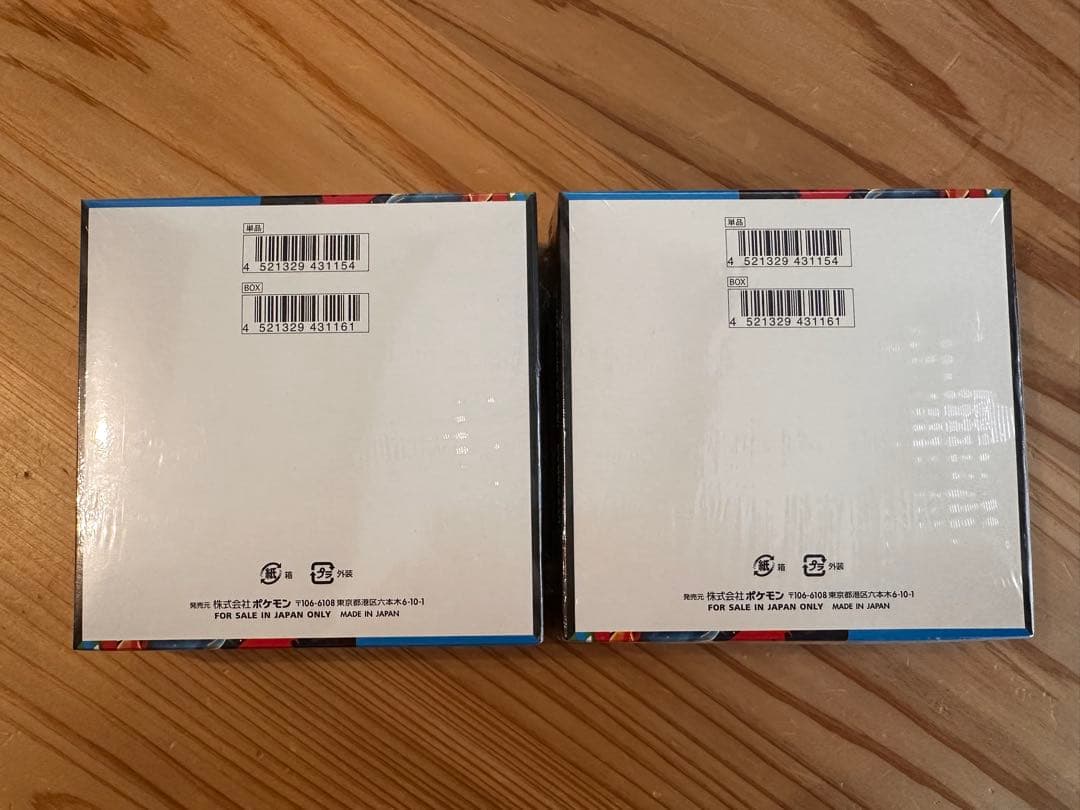 単品
4 521329 431154
BOX
4 521329 431161
紙 箱 プラ 外装
発売元 株式会社 ポケモン 〒106-6108 東京都港区六本木6-10-1
FOR SALE IN JAPAN ONLY MADE IN JAPAN
単品
4 521329 431154
BOX
4 521329 431161
紙 箱 プラ 外装
発売元 株式会社 ポケモン 〒106-6108 東京都港区六本木6-10-1
FOR SALE IN JAPAN ONLY MADE IN JAPAN